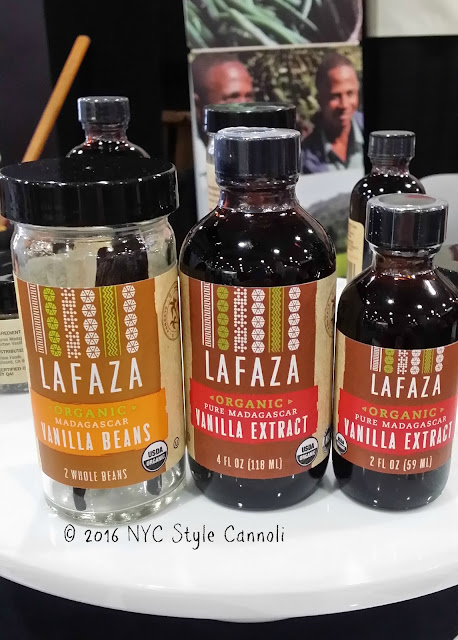 LAFAZA
•ORGANIC•
MADAGASCAR
VANILLA BEANS
USDA
ORGANIC
2 WHOLE BEANS
LAFAZA
•ORGANIC•
PURE MADAGASCAR
VANILLA EXTRACT
USDA
ORGANIC
4 FL OZ (118 ML)
LAFAZA
•ORGANIC•
PURE MADAGASCAR
VANILLA EXTRACT
USDA
ORGANIC
2 FL OZ (59 ML)
© 2016 NYC Style Cannoli